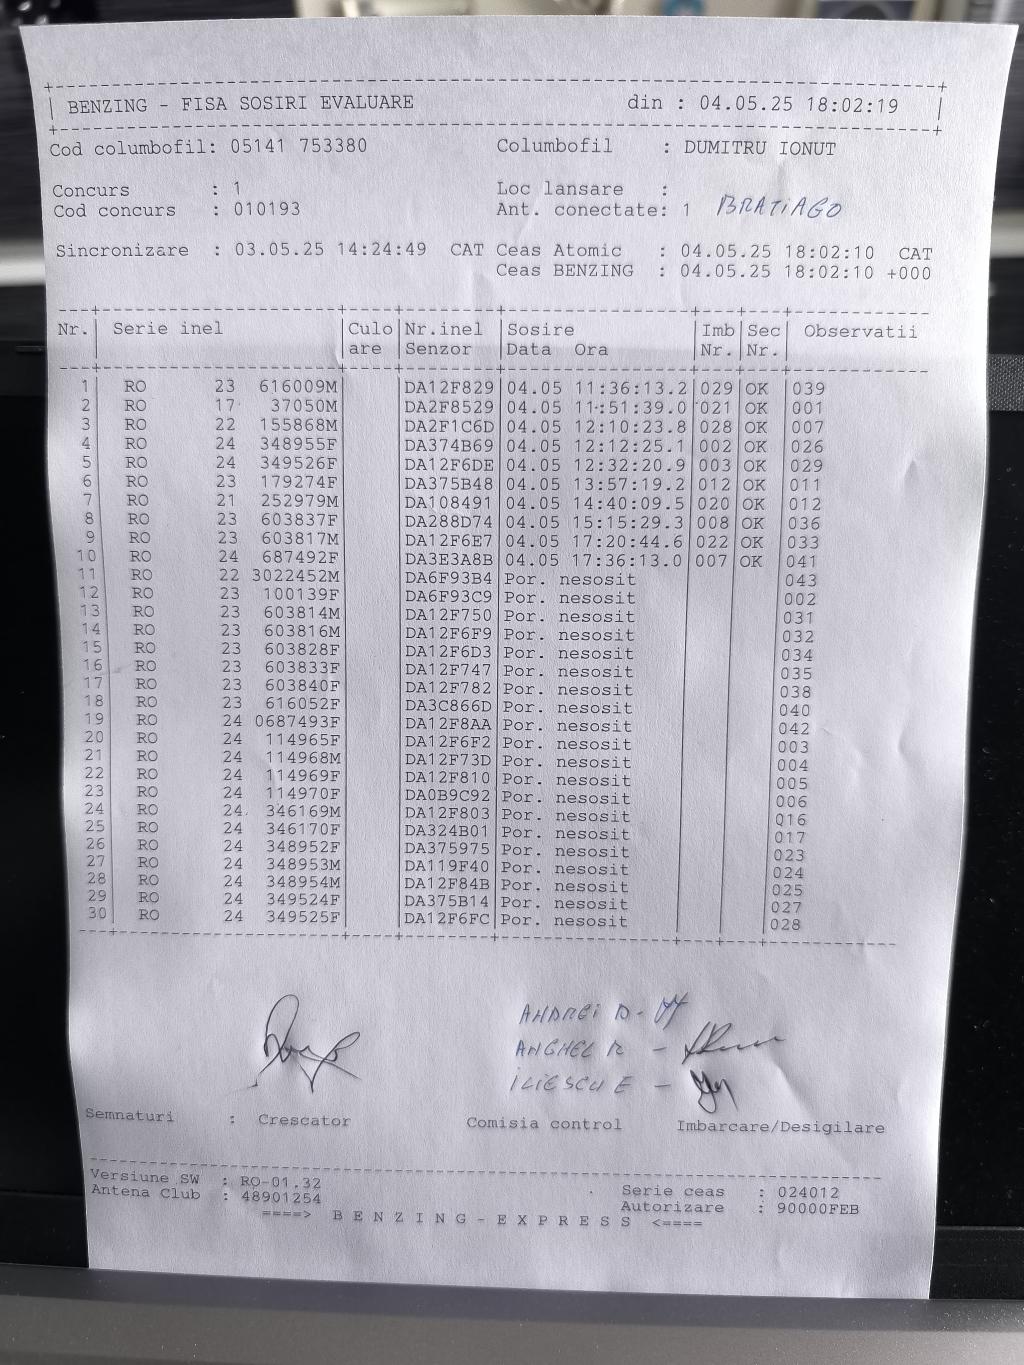 BENZING - FISA SOSIRI EVALUARE din : 04.05.25 18:02:19
Cod columbofil: 05141 753380 Columbofil : DUMITRU IONUT
Concurs : 1 Loc lansare :
Cod concurs : 010193 Ant. conectate: 1 BRATIAGO
Sincronizare : 03.05.25 14:24:49 CAT Ceas Atomic : 04.05.25 18:02:10 CAT
Ceas BENZING : 04.05.25 18:02:10 +000
Nr. Serie inel Culo Nr.inel Sosire Imb Sec Observatii
are Senzor Data Ora Nr. Nr.
1 RO 23 616009M DA12F829 04.05 11:36:13.2 029 OK 039
2 RO 17 37050M DA2F8529 04.05 11:51:39.0 021 OK 001
3 RO 22 155868M DA2F1C6D 04.05 12:10:23.8 028 OK 007
4 RO 24 348955F DA374B69 04.05 12:12:25.1 002 OK 026
5 RO 24 349526F DA12F6DE 04.05 12:32:20.9 003 OK 029
6 RO 23 179274F DA375B48 04.05 13:57:19.2 012 OK 011
7 RO 21 252979M DA108491 04.05 14:40:09.5 020 OK 012
8 RO 23 603837F DA288D74 04.05 15:15:29.3 008 OK 036
9 RO 23 603817M DA12F6E7 04.05 17:20:44.6 022 OK 033
10 RO 24 687492F DA3E3A8B 04.05 17:36:13.0 007 OK 041
11 RO 22 3022452M DA6F93B4 Por. nesosit 043
12 RO 23 100139F DA6F93C9 Por. nesosit 002
13 RO 23 603814M DA12F750 Por. nesosit 031
14 RO 23 603816M DA12F6F9 Por. nesosit 032
15 RO 23 603828F DA12F6D3 Por. nesosit 034
16 RO 23 603833F DA12F747 Por. nesosit 035
17 RO 23 603840F DA12F782 Por. nesosit 038
18 RO 23 616052F DA3C866D Por. nesosit 040
19 RO 24 0687493F DA12F8AA Por. nesosit 042
20 RO 24 114965F DA12F6F2 Por. nesosit 003
21 RO 24 114968M DA12F73D Por. nesosit 004
22 RO 24 114969F DA12F810 Por. nesosit 005
23 RO 24 114970F DA0B9C92 Por. nesosit 006
24 RO 24 346169M DA12F803 Por. nesosit 016
25 RO 24 346170F DA324B01 Por. nesosit 017
26 RO 24 348952F DA375975 Por. nesosit 023
27 RO 24 348953M DA119F40 Por. nesosit 024
28 RO 24 348954M DA12F84B Por. nesosit 025
29 RO 24 349524F DA375B14 Por. nesosit 027
30 RO 24 349525F DA12F6FC Por. nesosit 028
ANDREI D -
ANGHEL R -
ILIESCU E -
Semnaturi : Crescator Comisia control Imbarcare/Desigilare
Versiune SW : RO-01.32 Serie ceas : 024012
Antena Club : 48901254 Autorizare : 90000FEB
====> B E N Z I N G - E X P R E S S <====